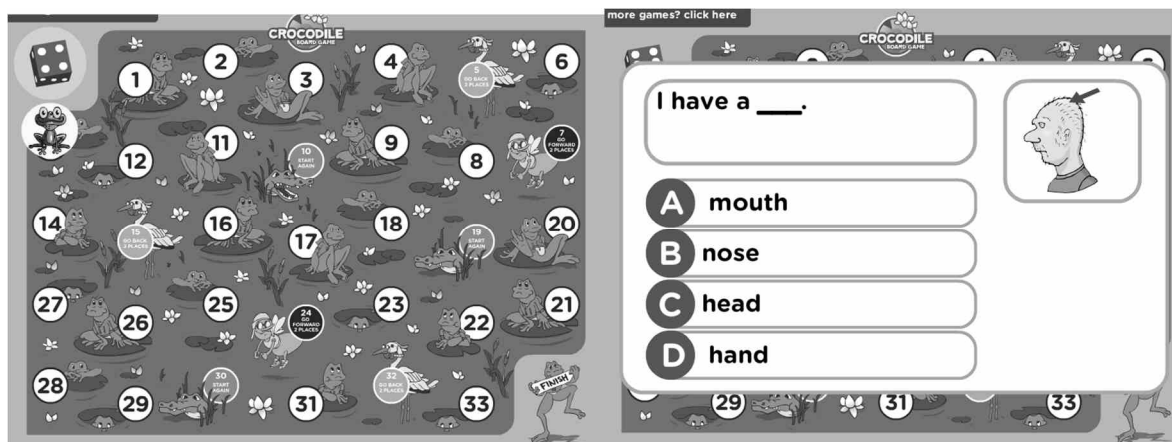 CROCODILE
BOARD GAME
1
2
3
4
5
GO BACK
3 PLACES
6
7
GO
FORWARD
2 PLACES
8
9
10
START
AGAIN
11
12
14
15
GO BACK
2 PLACES
16
17
18
19
START
AGAIN
20
21
22
23
24
GO
FORWARD
2 PLACES
25
26
27
28
29
30
START
AGAIN
31
32
GO BACK
2 PLACES
33
FINISH
more games? click here
CROCODILE
BOARD GAME
I have a ____.
A mouth
B nose
C head
D hand
29
31
33